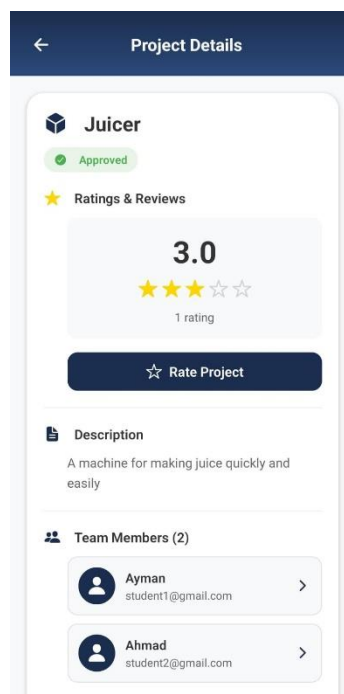 Project Details
Juicer
Approved
Ratings & Reviews
3.0
1 rating
Rate Project
Description
A machine for making juice quickly and
easily
Team Members (2)
Ayman
student1@gmail.com
Ahmad
student2@gmail.com